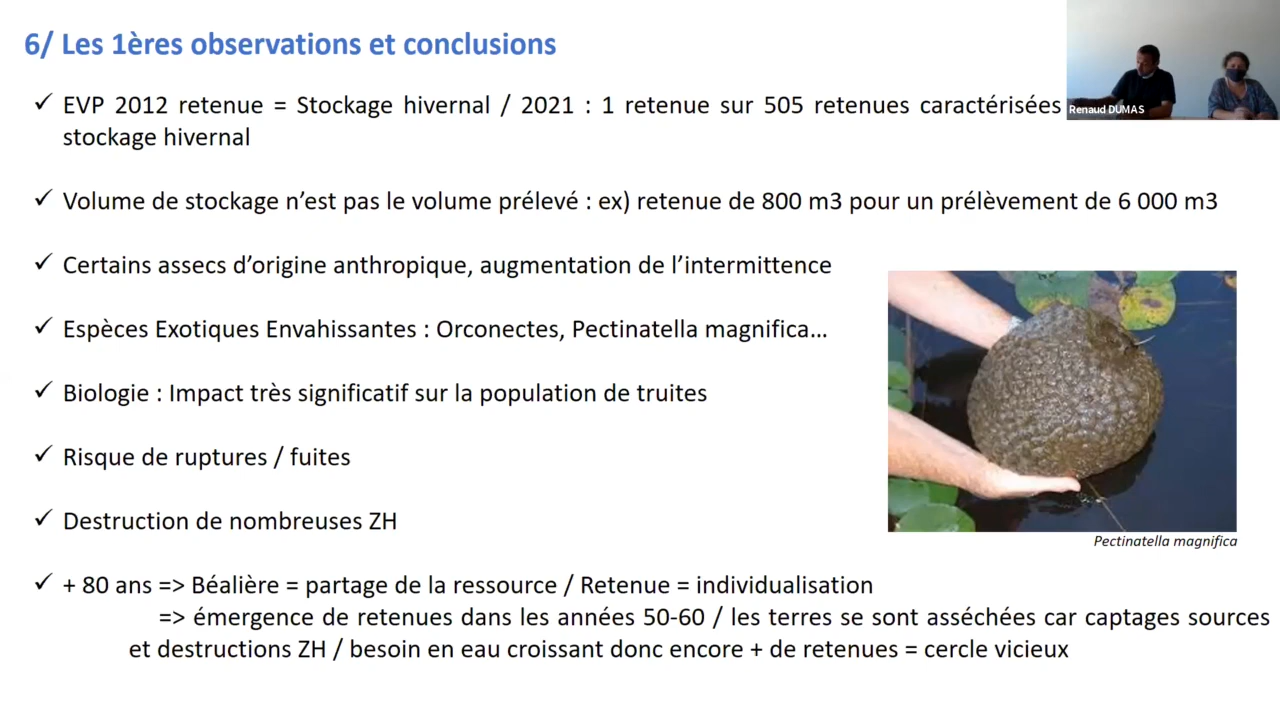 6/ Les 1ères observations et conclusions
✓ EVP 2012 retenue = Stockage hivernal / 2021 : 1 retenue sur 505 retenues caractérisées
stockage hivernal
Renaud DUMAS
✓ Volume de stockage n’est pas le volume prélevé : ex) retenue de 800 m3 pour un prélèvement de 6 000 m3
✓ Certains assecs d’origine anthropique, augmentation de l’intermittence
✓ Espèces Exotiques Envahissantes : Orconectes, Pectinatella magnifica...
✓ Biologie : Impact très significatif sur la population de truites
✓ Risque de ruptures / fuites
✓ Destruction de nombreuses ZH
Pectinatella magnifica
✓ + 80 ans => Béalière = partage de la ressource / Retenue = individualisation
=> émergence de retenues dans les années 50-60 / les terres se sont asséchées car captages sources
et destructions ZH / besoin en eau croissant donc encore + de retenues = cercle vicieux